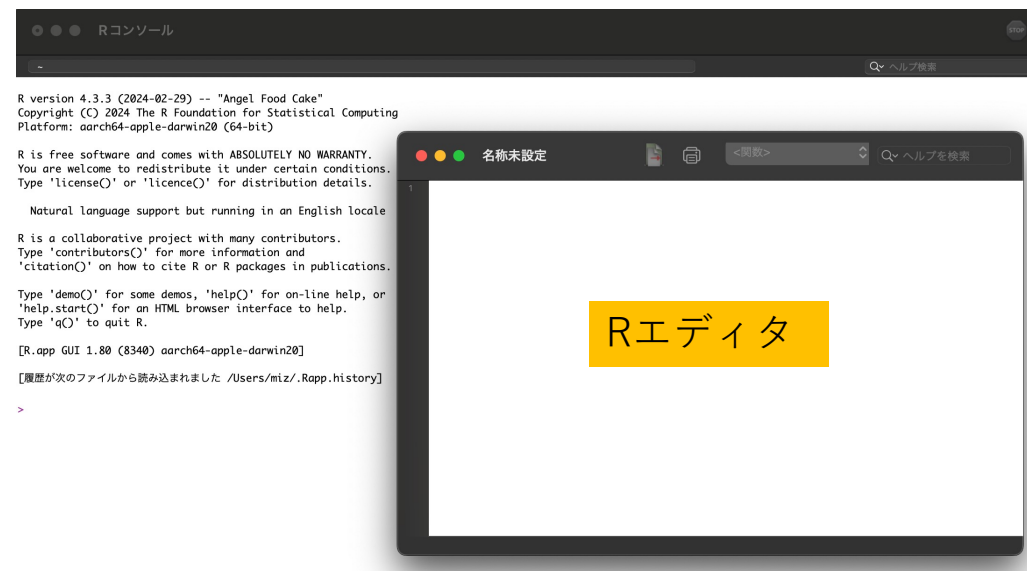 Rコンソール
STOP
~
ヘルプ検索
R version 4.3.3 (2024-02-29) -- "Angel Food Cake"
Copyright (C) 2024 The R Foundation for Statistical Computing
Platform: aarch64-apple-darwin20 (64-bit)
R is free software and comes with ABSOLUTELY NO WARRANTY.
You are welcome to redistribute it under certain conditions.
Type 'license()' or 'licence()' for distribution details.
Natural language support but running in an English locale
R is a collaborative project with many contributors.
Type 'contributors()' for more information and
'citation()' on how to cite R or R packages in publications.
Type 'demo()' for some demos, 'help()' for on-line help, or
'help.start()' for an HTML browser interface to help.
Type 'q()' to quit R.
[R.app GUI 1.80 (8340) aarch64-apple-darwin20]
[履歴が次のファイルから読み込まれました /Users/miz/.Rapp.history]
>
名称未設定
<関数>
ヘルプを検索
1
Rエディタ